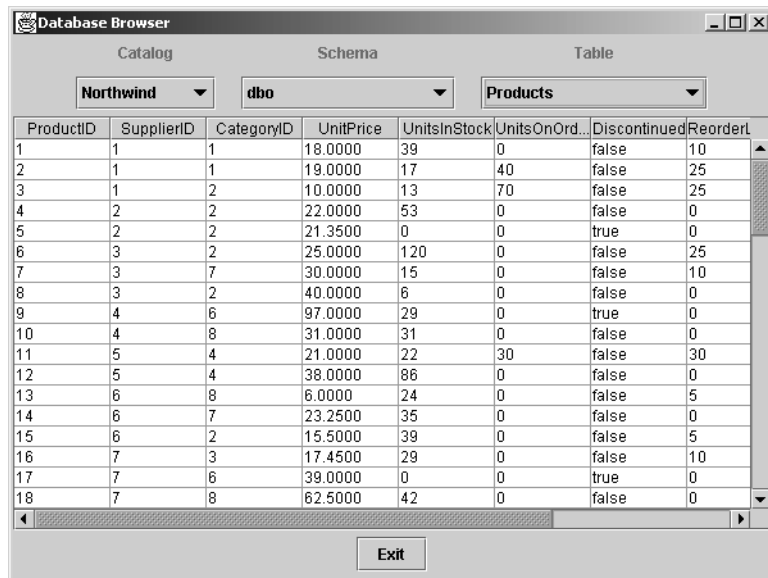 Database Browser
Catalog Schema Table
Northwind dbo Products
ProductID SupplierID CategoryID UnitPrice UnitsInStock UnitsOnOrd... Discontinued ReorderL
1 1 1 18.0000 39 0 false 10
2 1 1 19.0000 17 40 false 25
3 1 2 10.0000 13 70 false 25
4 2 2 22.0000 53 0 false 0
5 2 2 21.3500 0 0 true 0
6 3 2 25.0000 120 0 false 25
7 3 7 30.0000 15 0 false 10
8 3 2 40.0000 6 0 false 0
9 4 6 97.0000 29 0 true 0
10 4 8 31.0000 31 0 false 0
11 5 4 21.0000 22 30 false 30
12 5 4 38.0000 86 0 false 0
13 6 8 6.0000 24 0 false 5
14 6 7 23.2500 35 0 false 0
15 6 2 15.5000 39 0 false 5
16 7 3 17.4500 29 0 false 10
17 7 6 39.0000 0 0 true 0
18 7 8 62.5000 42 0 false 0
Exit